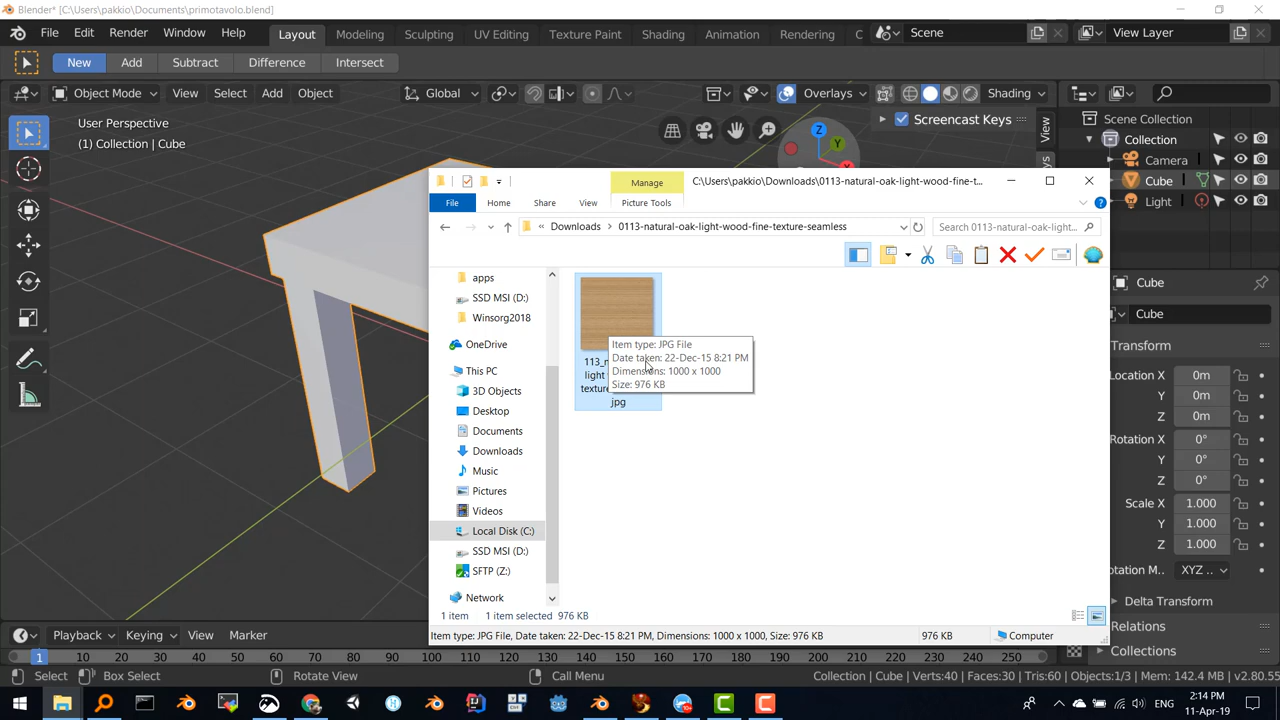 Blender* [C:\Users\pakkio\Documents\primotavolo.blend]
File Edit Render Window Help Layout Modeling Sculpting UV Editing Texture Paint Shading Animation Rendering C Scene View Layer
New Add Subtract Difference Intersect
Object Mode View Select Add Object Global Overlays Shading
User Perspective
(1) Collection | Cube
Screencast Keys
View
Scene Collection
Collection
Camera
Cube
Light
Manage C:\Users\pakkio\Downloads\0113-natural-oak-light-wood-fine-t...
File Home Share View Picture Tools
« Downloads > 0113-natural-oak-light-wood-fine-texture-seamless Search 0113-natural-oak-light-...
apps
SSD MSI (D:)
Winsorg2018
OneDrive
This PC
3D Objects
Desktop
Documents
Downloads
Music
Pictures
Videos
Local Disk (C:)
SSD MSI (D:)
SFTP (Z:)
Network
light
jpg
Item type: JPG File
Date taken: 22-Dec-15 8:21 PM
Dimensions: 1000 x 1000
Size: 976 KB
1 item 1 item selected 976 KB
Item type: JPG File, Date taken: 22-Dec-15 8:21 PM, Dimensions: 1000 x 1000, Size: 976 KB 976 KB Computer
Cube
Cube
Transform
Location X 0m
Y 0m
Z 0m
Rotation X 0°
Y 0°
Z 0°
Scale X 1.000
Y 1.000
Z 1.000
otation M.. XYZ ..
Delta Transform
Relations
Collections
Playback Keying View Marker
1 10 20 30 40 50 60 70 80 90 100 110 120 130 140 150 160 170 180 190 200 210 220 230 240 250
Select Box Select Rotate View Call Menu Collection | Cube | Verts:40 | Faces:30 | Tris:60 | Objects:1/3 | Mem: 142.4 MB | v2.80.55
ENG 2:14 PM
11-Apr-19